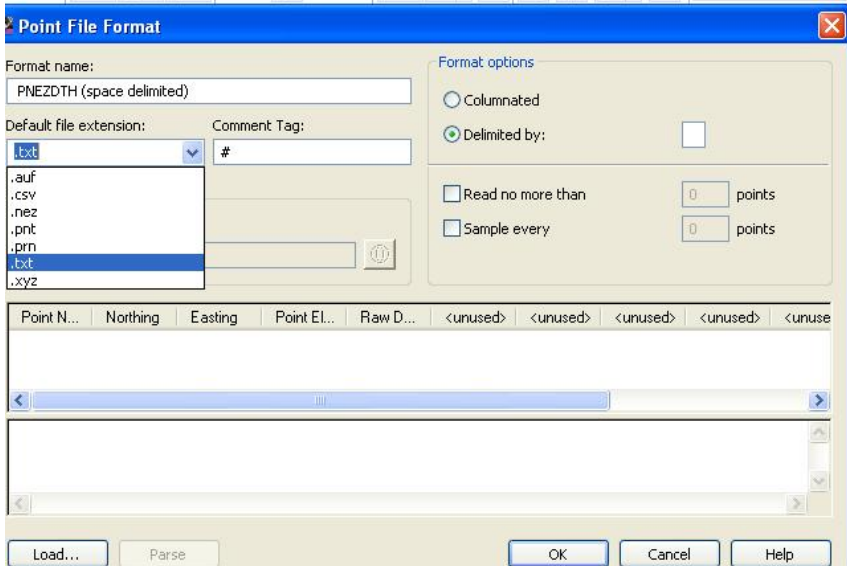 Point File Format
Format name:
PNEZDTH (space delimited)
Default file extension:
Comment Tag:
.txt
#
.auf
.csv
.nez
.pnt
.prn
.txt
.xyz
Format options
Columnated
Delimited by:
Read no more than 0 points
Sample every 0 points
Point N... Northing Easting Point El... Raw D... <unused> <unused> <unused> <unused> <unuse
Load... Parse OK Cancel Help